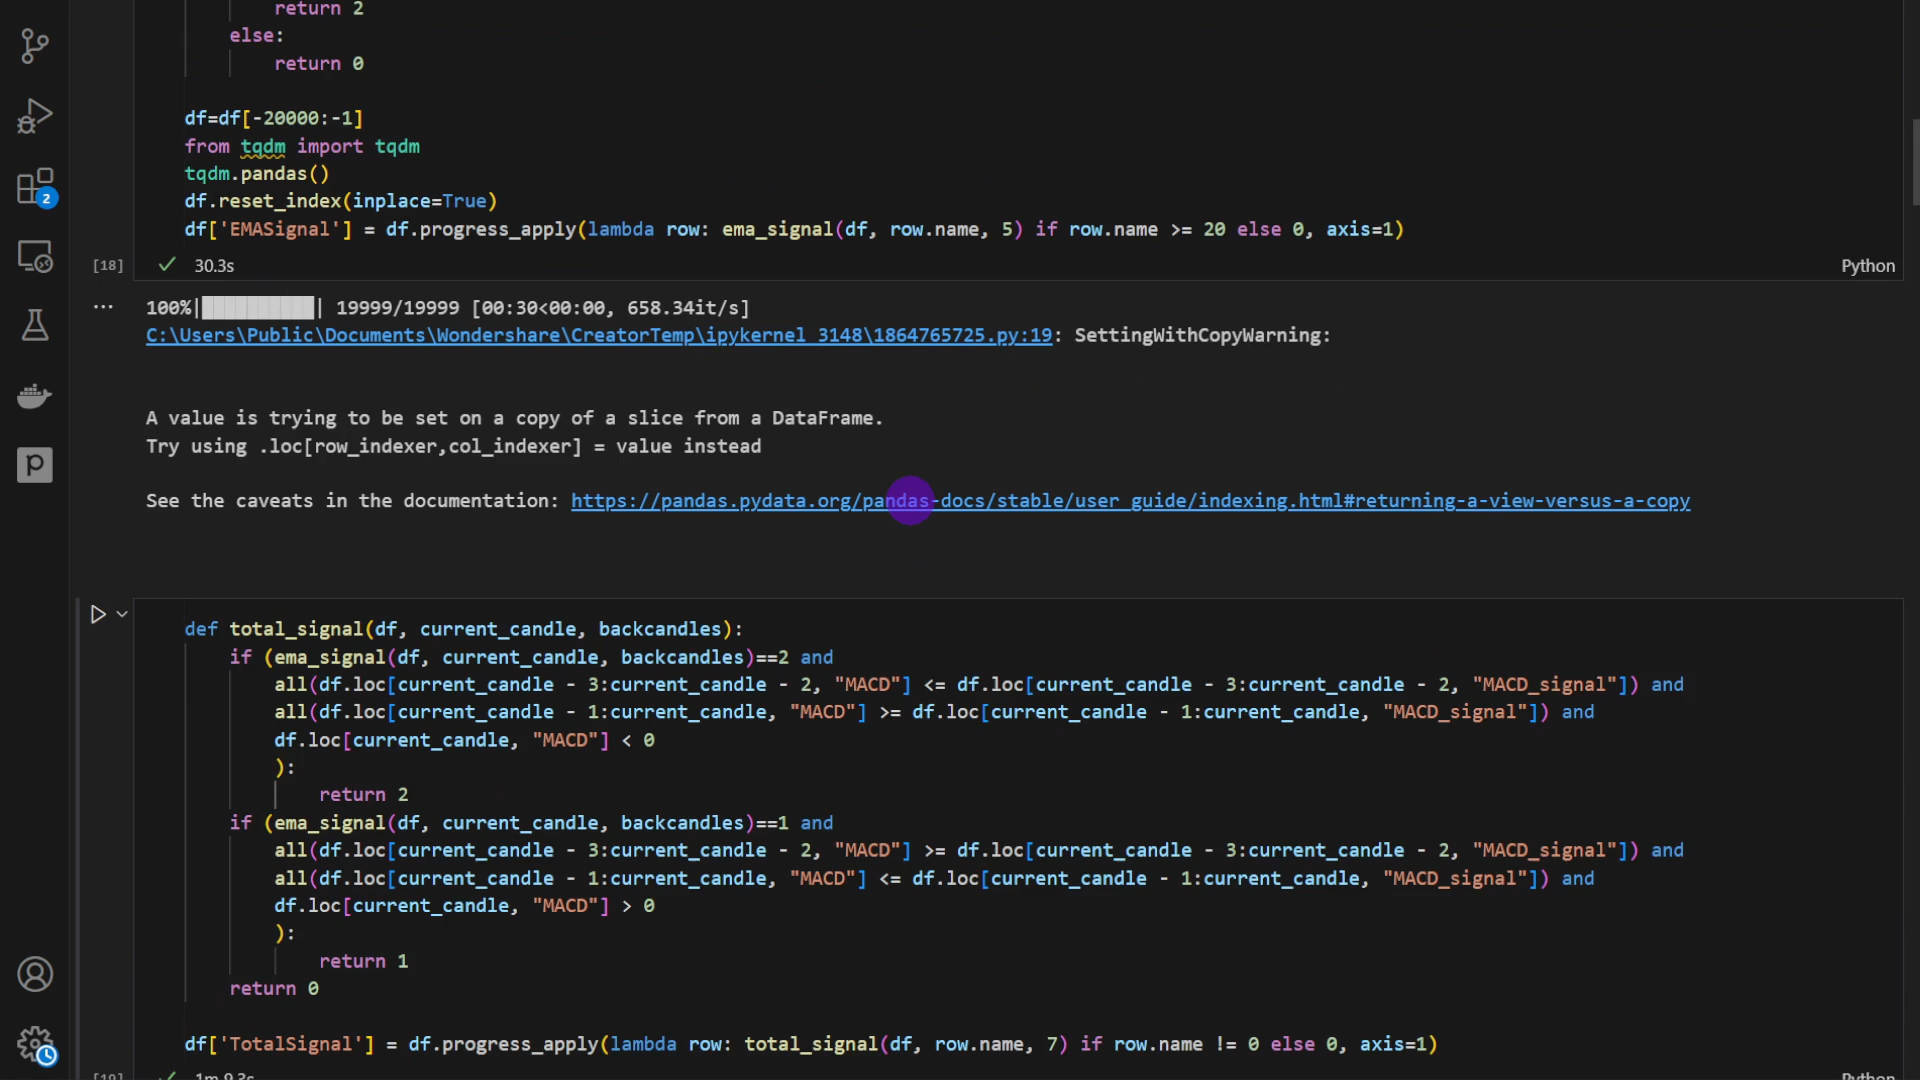 return 2
else:
return 0
df=df[-20000:-1]
from tqdm import tqdm
tqdm.pandas()
df.reset_index(inplace=True)
df['EMASignal'] = df.progress_apply(lambda row: ema_signal(df, row.name, 5) if row.name >= 20 else 0, axis=1)
[18] 30.3s Python
... 100%|██████████| 19999/19999 [00:30<00:00, 658.34it/s]
C:\Users\Public\Documents\Wondershare\CreatorTemp\ipykernel_3148\1864765725.py:19: SettingWithCopyWarning:
A value is trying to be set on a copy of a slice from a DataFrame.
Try using .loc[row_indexer,col_indexer] = value instead
See the caveats in the documentation: https://pandas.pydata.org/pandas-docs/stable/user_guide/indexing.html#returning-a-view-versus-a-copy
def total_signal(df, current_candle, backcandles):
if (ema_signal(df, current_candle, backcandles)==2 and
all(df.loc[current_candle - 3:current_candle - 2, "MACD"] <= df.loc[current_candle - 3:current_candle - 2, "MACD_signal"]) and
all(df.loc[current_candle - 1:current_candle, "MACD"] >= df.loc[current_candle - 1:current_candle, "MACD_signal"]) and
df.loc[current_candle, "MACD"] < 0
):
return 2
if (ema_signal(df, current_candle, backcandles)==1 and
all(df.loc[current_candle - 3:current_candle - 2, "MACD"] >= df.loc[current_candle - 3:current_candle - 2, "MACD_signal"]) and
all(df.loc[current_candle - 1:current_candle, "MACD"] <= df.loc[current_candle - 1:current_candle, "MACD_signal"]) and
df.loc[current_candle, "MACD"] > 0
):
return 1
return 0
df['TotalSignal'] = df.progress_apply(lambda row: total_signal(df, row.name, 7) if row.name != 0 else 0, axis=1)
[19] 1m 9.3s Python
2